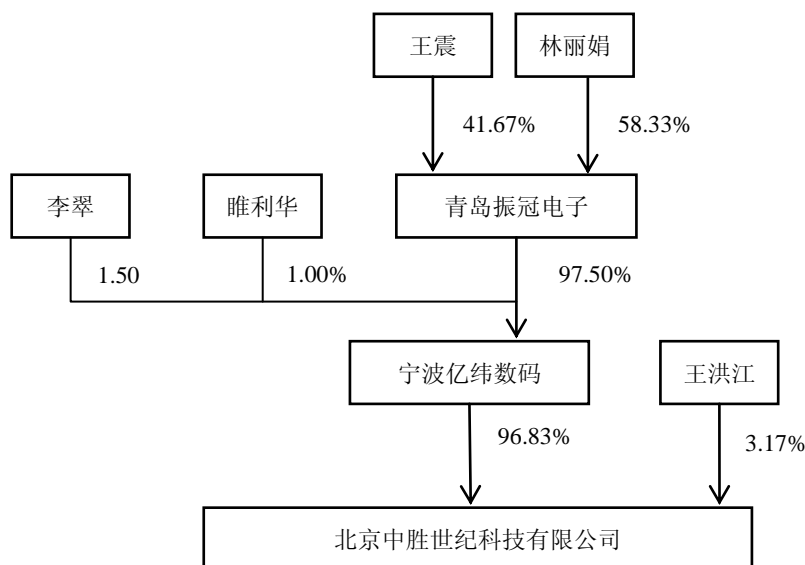 王震
林丽娟
41.67%
58.33%
李翠
睢利华
青岛振冠电子
1.50
1.00%
97.50%
宁波亿纬数码
王洪江
96.83%
3.17%
北京中胜世纪科技有限公司